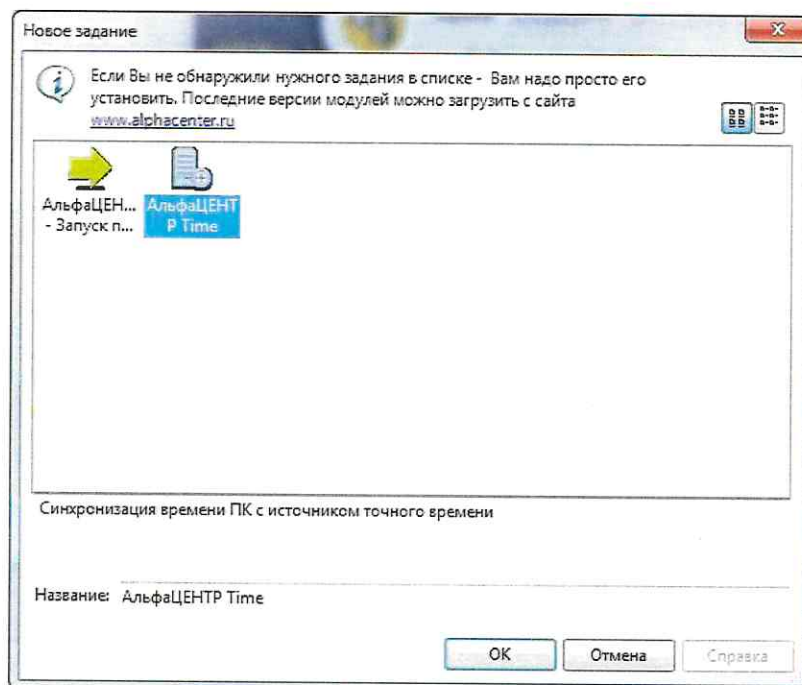 Новое задание
Если Вы не обнаружили нужного задания в списке - Вам надо просто его
установить. Последние версии модулей можно загрузить с сайта
www.alphacenter.ru
АльфаЦЕН...
- Запуск п...
АльфаЦЕНТ
Р Time
Синхронизация времени ПК с источником точного времени
Название: АльфаЦЕНТР Time
ОК Отмена Справка